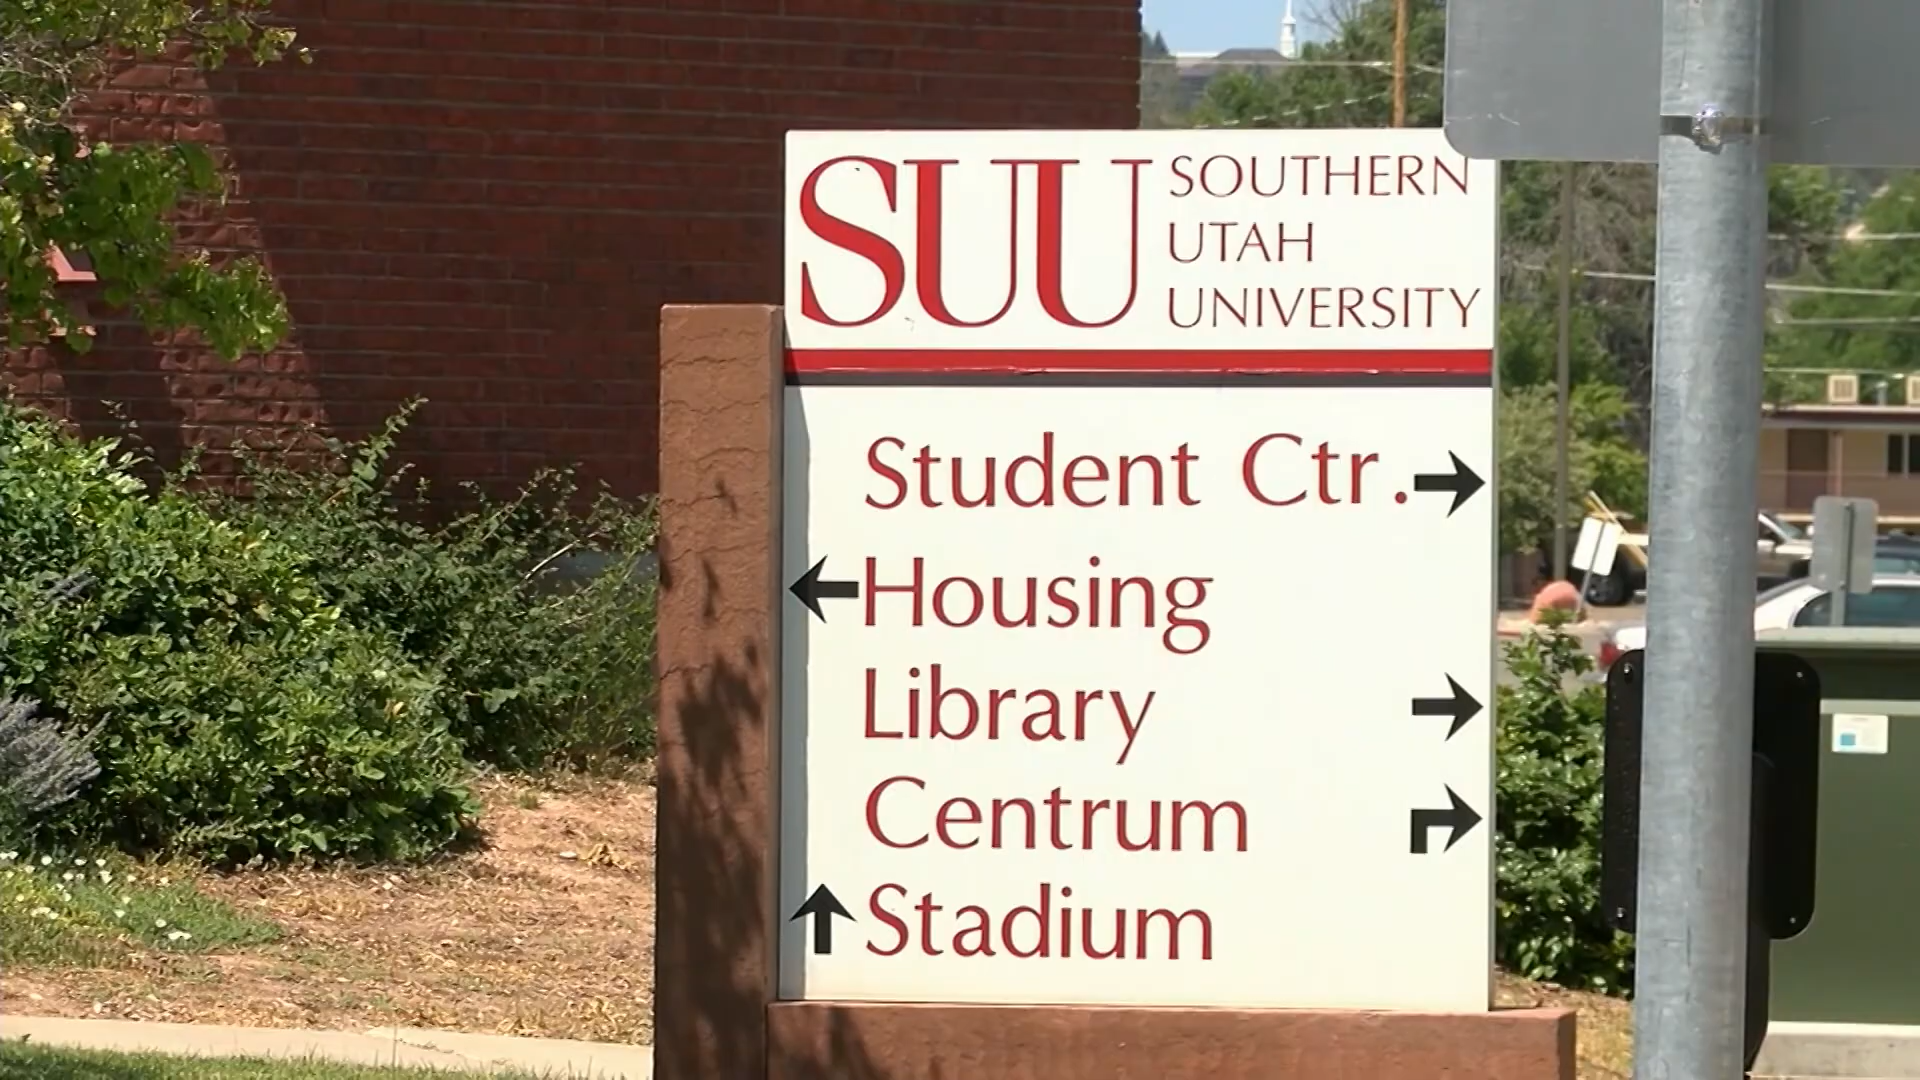 SUU
SOUTHERN
UTAH
UNIVERSITY
Student Ctr.
Housing
Library
Centrum
Stadium